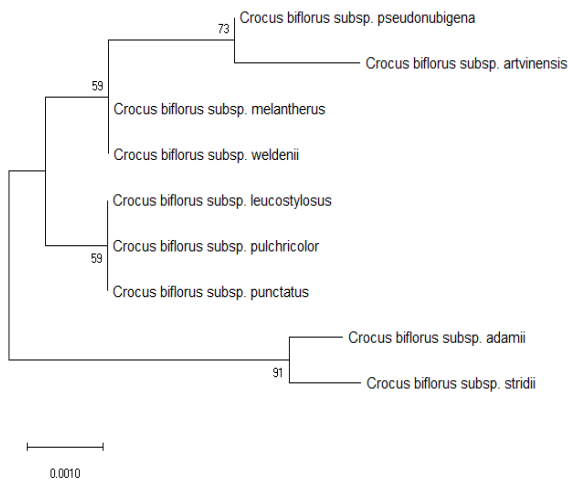 Crocus biflorus subsp. pseudonubigena
73
Crocus biflorus subsp. artvinensis
59
Crocus biflorus subsp. melantherus
Crocus biflorus subsp. weldenii
Crocus biflorus subsp. leucostylosus
Crocus biflorus subsp. pulchricolor
59
Crocus biflorus subsp. punctatus
Crocus biflorus subsp. adamii
91
Crocus biflorus subsp. stridii
0.0010